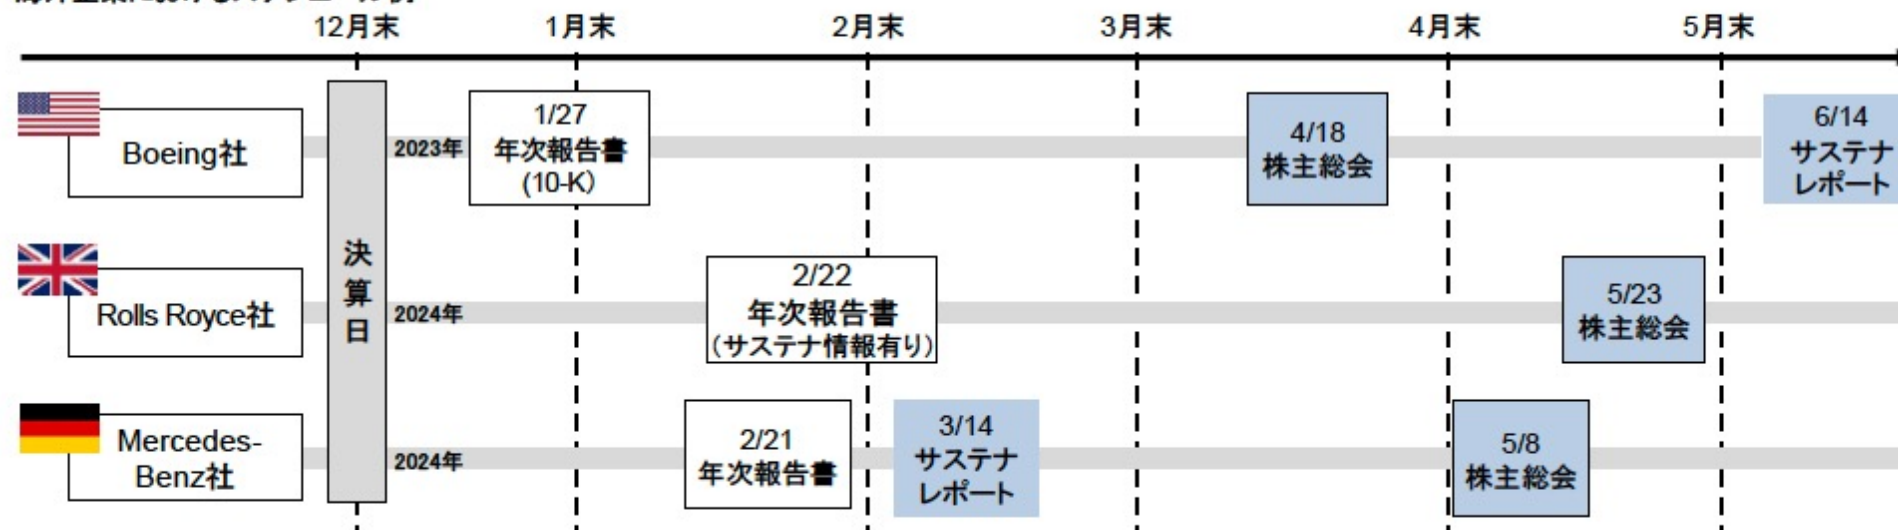 12月末 1月末 2月末 3月末 4月末 5月末
Boeing社
2023年
1/27
年次報告書
(10-K)
4/18
株主総会
6/14
サステナ
レポート
決
算
日
Rolls Royce社
2024年
2/22
年次報告書
(サステナ情報有り)
5/23
株主総会
Mercedes-
Benz社
2024年
2/21
年次報告書
3/14
サステナ
レポート
5/8
株主総会